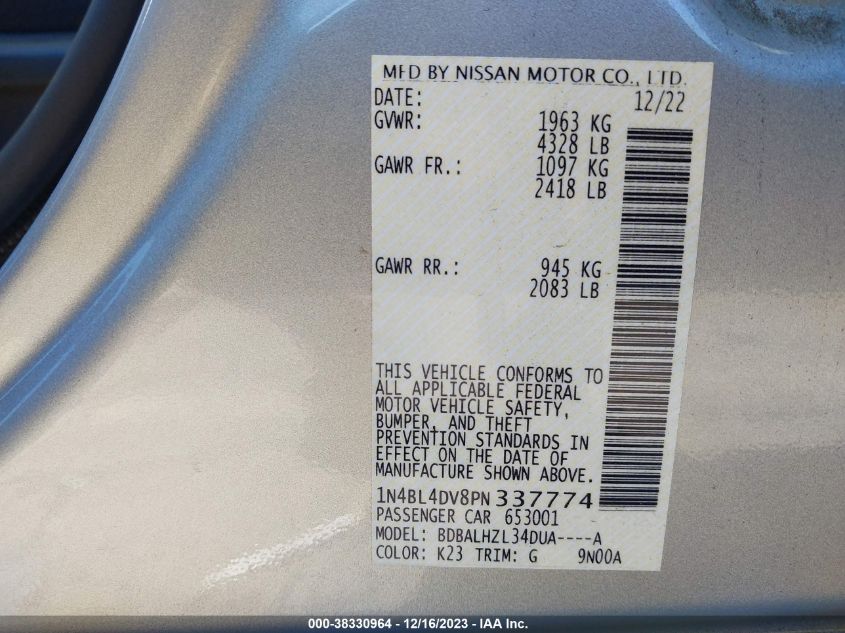 MFD BY NISSAN MOTOR CO., LTD.
DATE: 12/22
GVWR: 1963 KG
4328 LB
GAWR FR.: 1097 KG
2418 LB
GAWR RR.: 945 KG
2083 LB
THIS VEHICLE CONFORMS TO
ALL APPLICABLE FEDERAL
MOTOR VEHICLE SAFETY,
BUMPER, AND THEFT
PREVENTION STANDARDS IN
EFFECT ON THE DATE OF
MANUFACTURE SHOWN ABOVE.
1N4BL4DV8PN337774
PASSENGER CAR 653001
MODEL: BDBALHZL34DUA----A
COLOR: K23 TRIM: G 9N00A
000-38330964 - 12/16/2023 - IAA Inc.